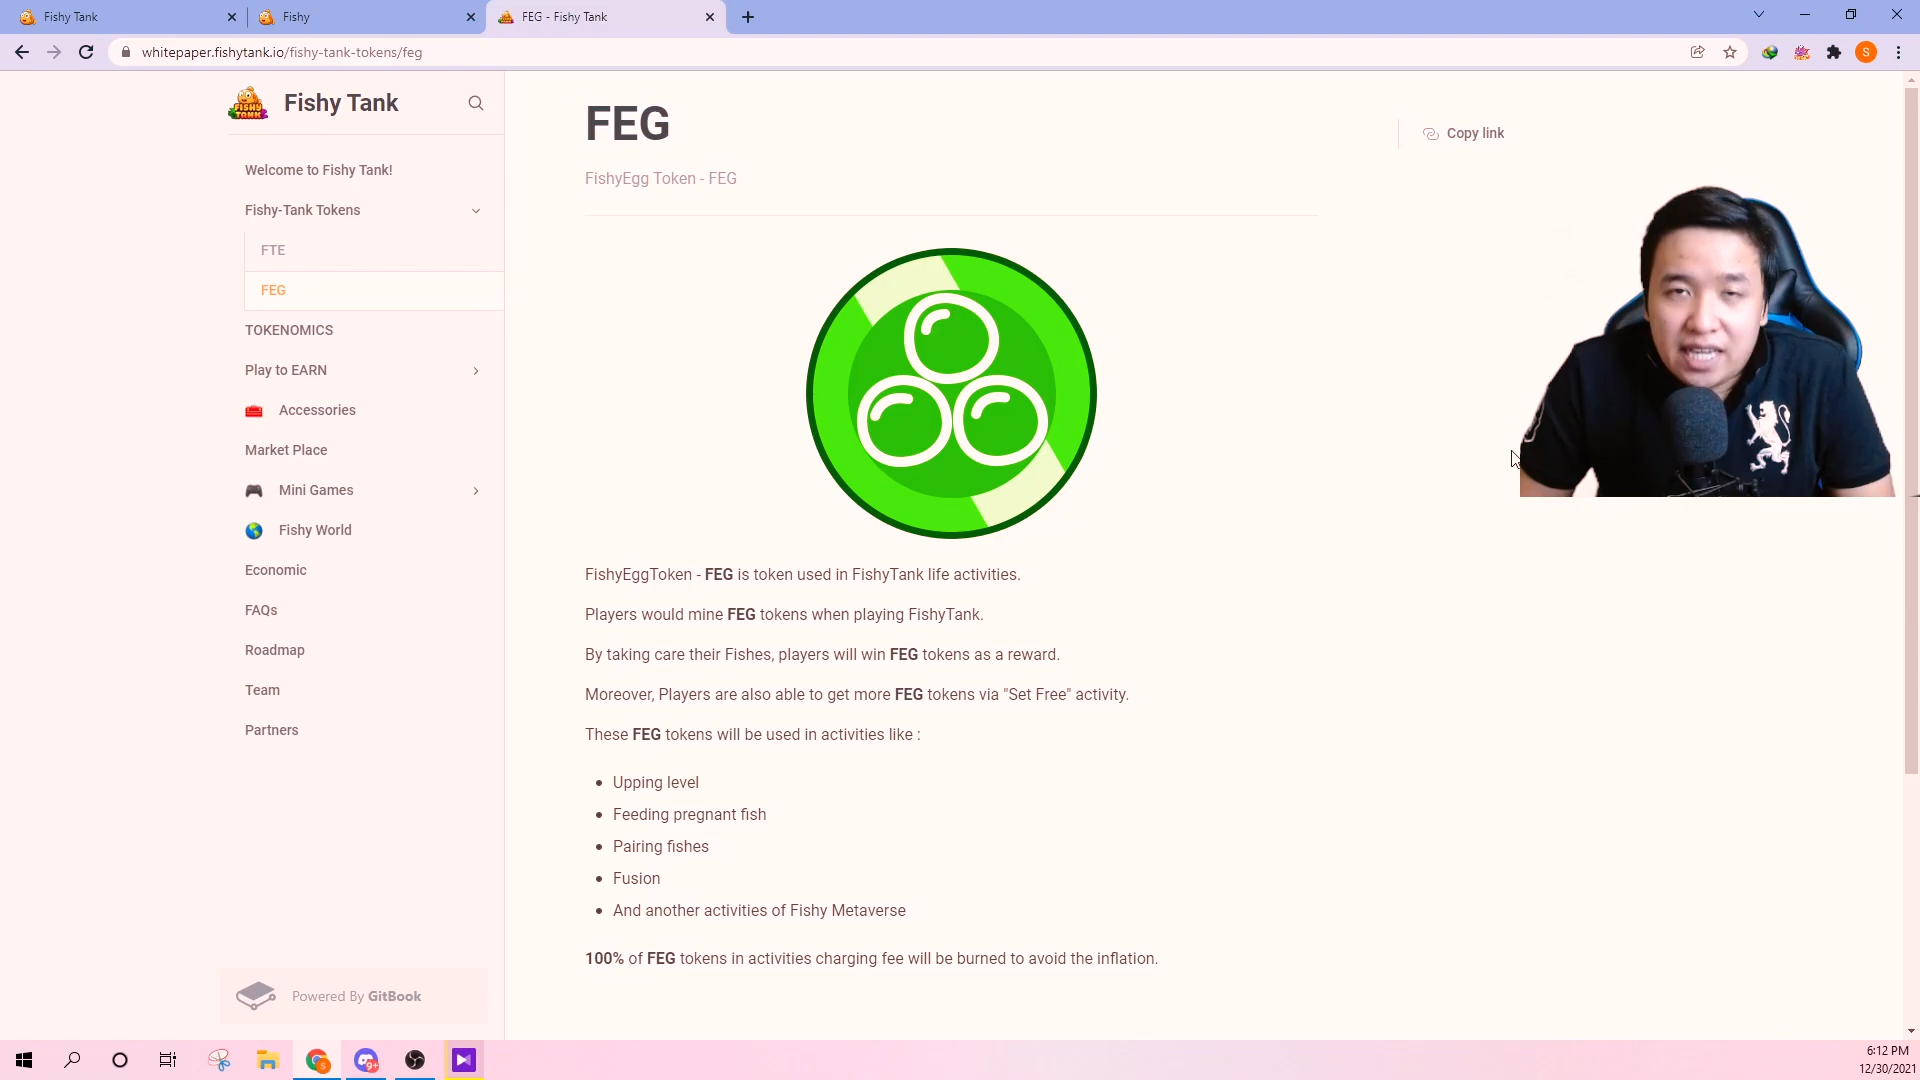 Fishy Tank
Fishy
FEG - Fishy Tank
whitepaper.fishytank.io/fishy-tank-tokens/feg
S
FISHY
TANK
Fishy Tank
Welcome to Fishy Tank!
Fishy-Tank Tokens
FTE
FEG
TOKENOMICS
Play to EARN
Accessories
Market Place
Mini Games
Fishy World
Economic
FAQs
Roadmap
Team
Partners
Powered By GitBook
FEG
FishyEgg Token - FEG
Copy link
FishyEggToken - FEG is token used in FishyTank life activities.
Players would mine FEG tokens when playing FishyTank.
By taking care their Fishes, players will win FEG tokens as a reward.
Moreover, Players are also able to get more FEG tokens via "Set Free" activity.
These FEG tokens will be used in activities like :
• Upping level
• Feeding pregnant fish
• Pairing fishes
• Fusion
• And another activities of Fishy Metaverse
100% of FEG tokens in activities charging fee will be burned to avoid the inflation.
S
9+
6:12 PM
12/30/2021